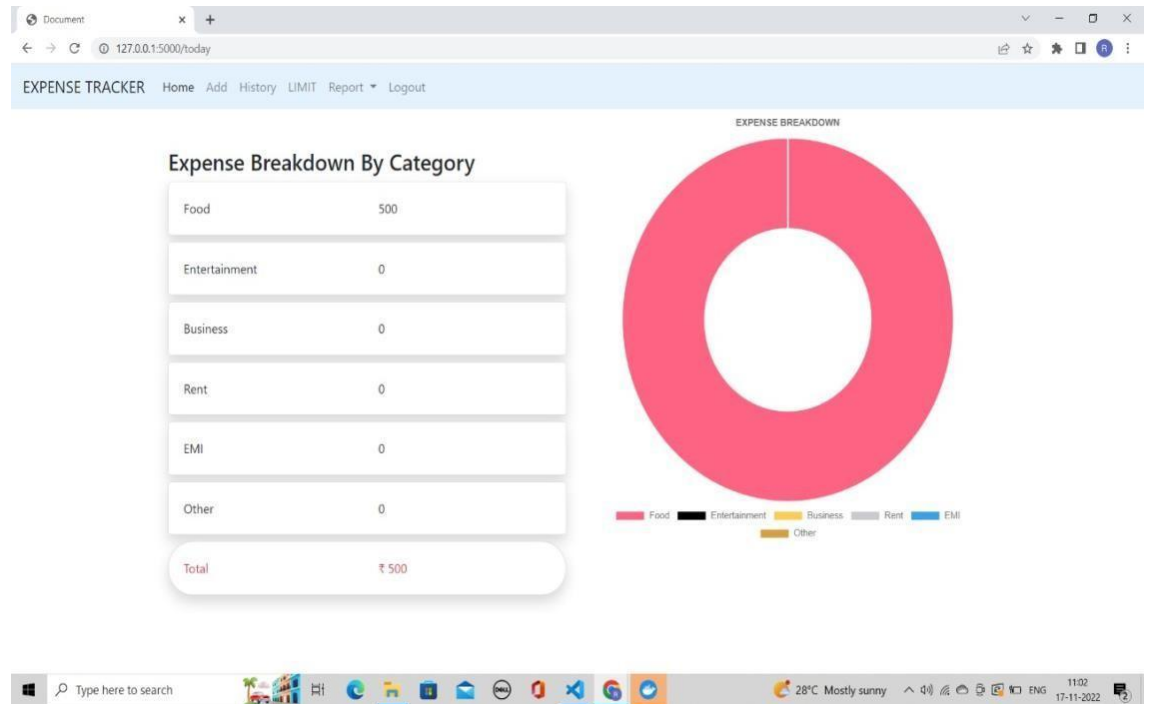 Document
127.0.0.1:5000/today
R
EXPENSE TRACKER Home Add History LIMIT Report Logout
Expense Breakdown By Category
Food 500
Entertainment 0
Business 0
Rent 0
EMI 0
Other 0
Total ₹ 500
EXPENSE BREAKDOWN
Food Entertainment Business Rent EMI
Other
Type here to search
DELL
28°C Mostly sunny
ENG
11:02
17-11-2022
2